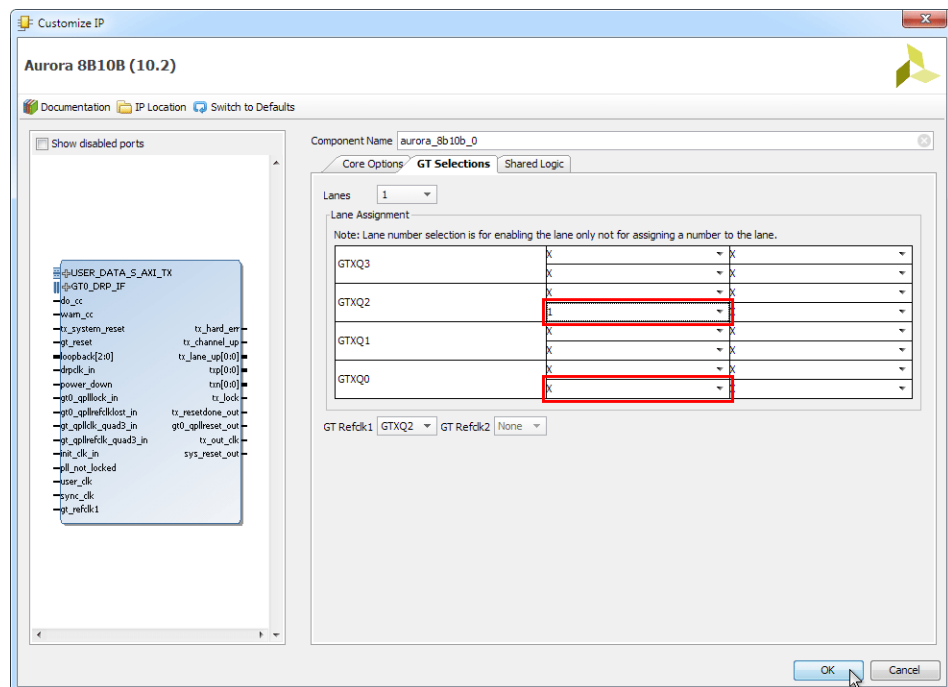 Customize IP
Aurora 8B10B (10.2)
Documentation IP Location Switch to Defaults
Show disabled ports
USER_DATA_S_AXI_TX
GT0_DRP_IF
do_cc
warn_cc
tx_system_reset tx_hard_err
gt_reset tx_channel_up
loopback[2:0] tx_lane_up[0:0]
drpclk_in txp[0:0]
power_down txn[0:0]
gt0_qplllock_in tx_lock
gt0_qpllrefclklost_in tx_resetdone_out
gt_qpllclk_quad3_in gt0_qpllreset_out
gt_qpllrefclk_quad3_in tx_out_clk
init_clk_in sys_reset_out
pll_not_locked
user_clk
sync_clk
gt_refclk1
Component Name aurora_8b10b_0
Core Options GT Selections Shared Logic
Lanes 1
Lane Assignment
Note: Lane number selection is for enabling the lane only not for assigning a number to the lane.
GTXQ3
X X
X X
GTXQ2
X X
1
GTXQ1
X X
X X
GTXQ0
X X
X
GT Refclk1 GTXQ2 GT Refclk2 None
OK Cancel